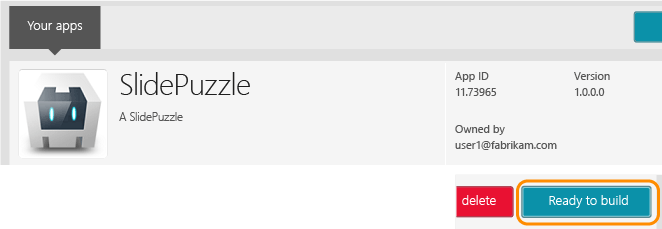 Your apps
SlidePuzzle
A SlidePuzzle
App ID
11.73965
Version
1.0.0.0
Owned by
user1@fabrikam.com
delete
Ready to build